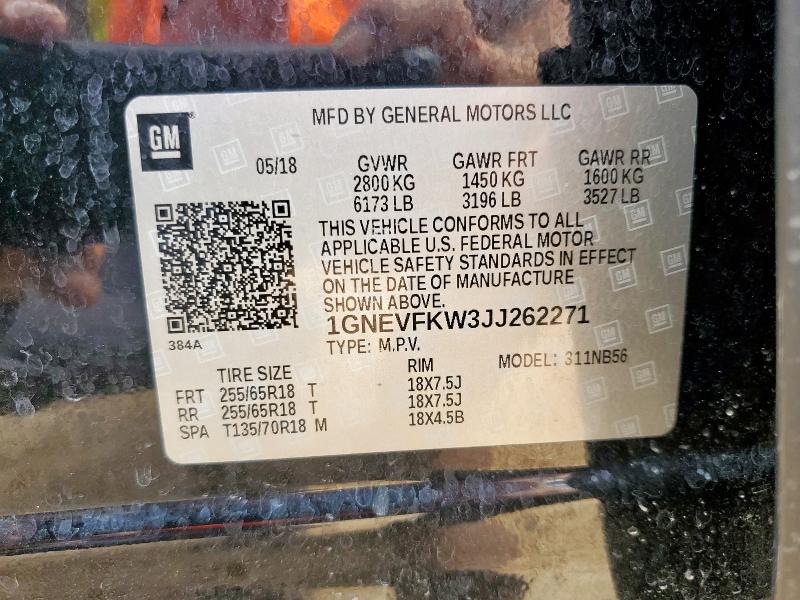 MFD BY GENERAL MOTORS LLC
GM
05/18
GVWR GAWR FRT GAWR RR
2800 KG 1450 KG 1600 KG
6173 LB 3196 LB 3527 LB
THIS VEHICLE CONFORMS TO ALL
APPLICABLE U.S. FEDERAL MOTOR
VEHICLE SAFETY STANDARDS IN EFFECT
ON THE DATE OF MANUFACTURE
SHOWN ABOVE.
1GNEVFKW3JJ262271
384A
TYPE: M.P.V.
MODEL: 311NB56
TIRE SIZE RIM
FRT 255/65R18 T 18X7.5J
RR 255/65R18 T 18X7.5J
SPA T135/70R18 M 18X4.5B